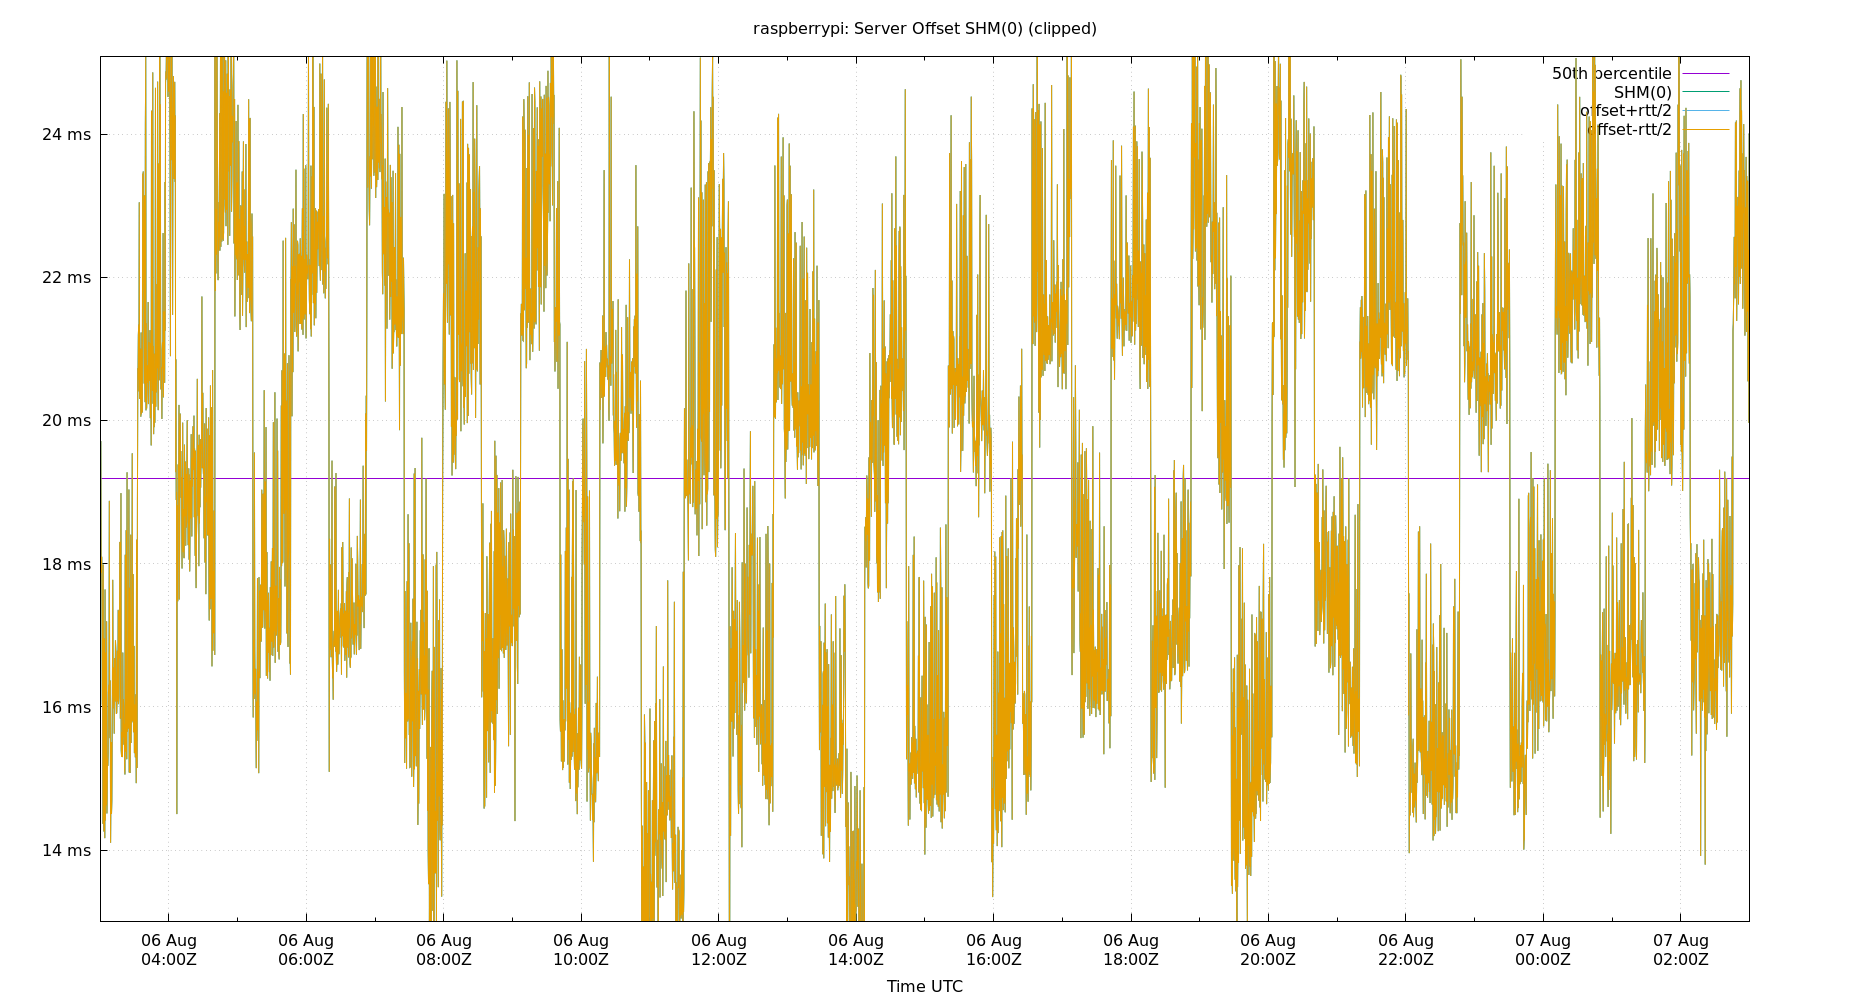 raspberrypi: Server Offset SHM(0) (clipped)
50th percentile
SHM(0)
offset+rtt/2
offset-rtt/2
24 ms
22 ms
20 ms
18 ms
16 ms
14 ms
06 Aug 06 Aug 06 Aug 06 Aug 06 Aug 06 Aug 06 Aug 06 Aug 06 Aug 06 Aug 07 Aug 07 Aug
04:00Z 06:00Z 08:00Z 10:00Z 12:00Z 14:00Z 16:00Z 18:00Z 20:00Z 22:00Z 00:00Z 02:00Z
Time UTC